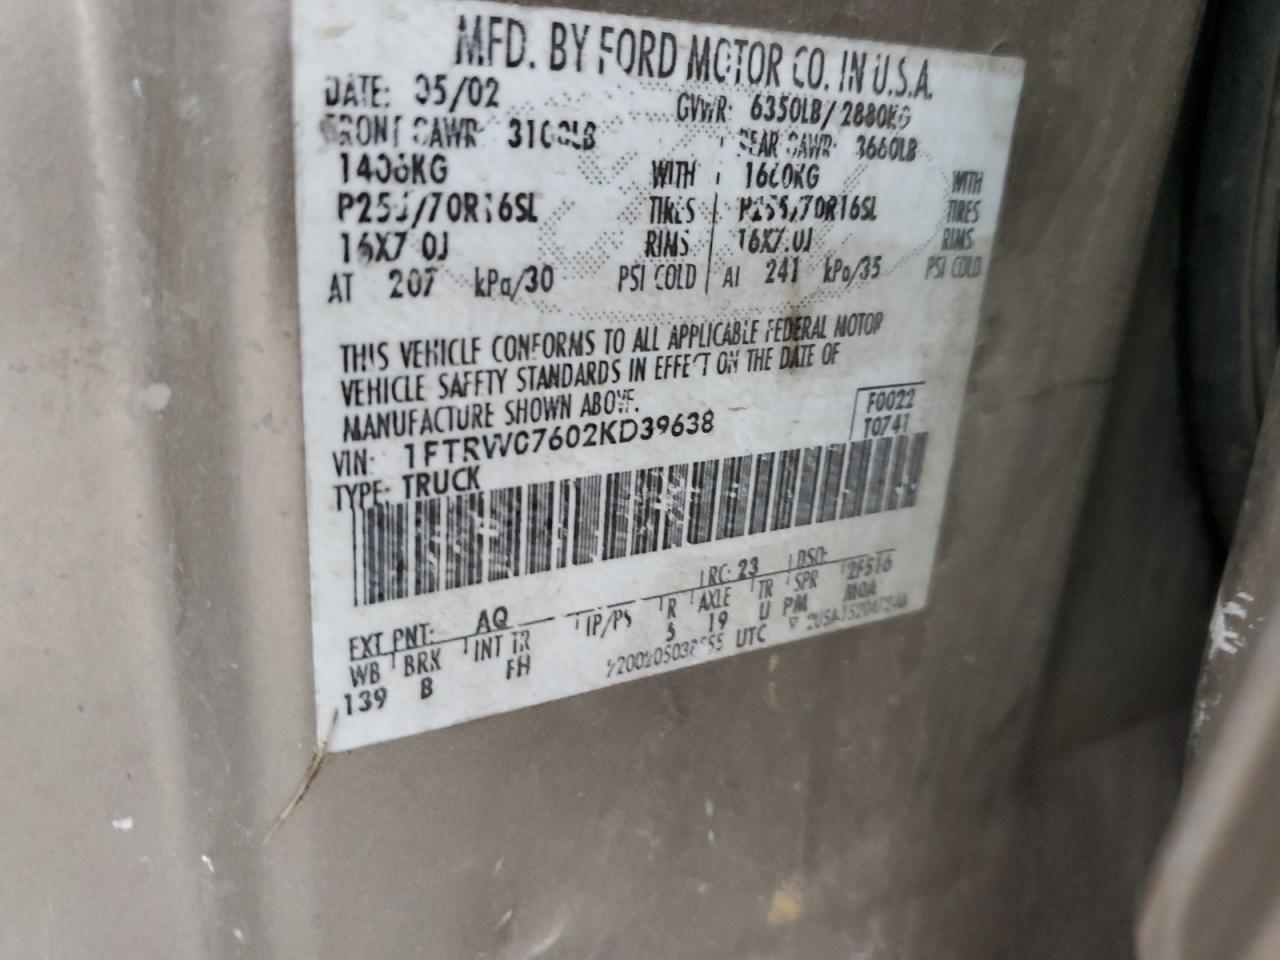 MFD. BY FORD MOTOR CO. IN U.S.A.
DATE: 05/02 GVWR: 6350LB/2880KG
FRONT GAWR: 3100LB REAR GAWR: 3660LB
1406KG WITH 1660KG WITH
P255/70R16SL TIRES P255/70R16SL TIRES
16X7.0J RIMS 16X7.0J RIMS
AT 207 kPa/30 PSI COLD AT 241 kPa/35 PSI COLD
THIS VEHICLE CONFORMS TO ALL APPLICABLE FEDERAL MOTOR
VEHICLE SAFETY STANDARDS IN EFFECT ON THE DATE OF
MANUFACTURE SHOWN ABOVE.
VIN: 1FTRW07602KD39638 F0022
TYPE: TRUCK T0741
EXT PNT: AQ RC: 23 DSO:
WB BRK INT TR TP/PS R AXLE TR SPR 2F516
139 B FH 5 19 U PM M0A
UTC